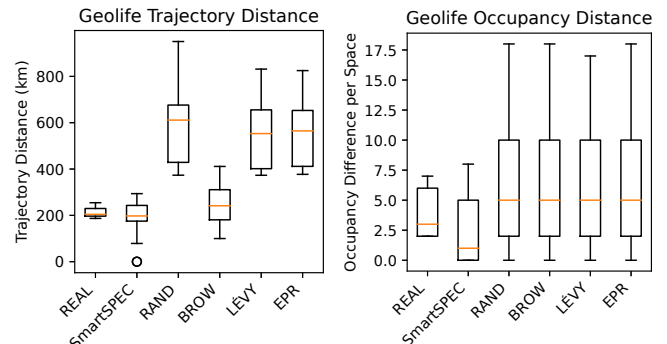 Geolife Trajectory Distance
Trajectory Distance (km)
800
600
400
200
0
REAL
SmartSPEC
RAND
BROW
LÉVY
EPR
Geolife Occupancy Distance
Occupancy Difference per Space
17.5
15.0
12.5
10.0
7.5
5.0
2.5
0.0
REAL
SmartSPEC
RAND
BROW
LÉVY
EPR